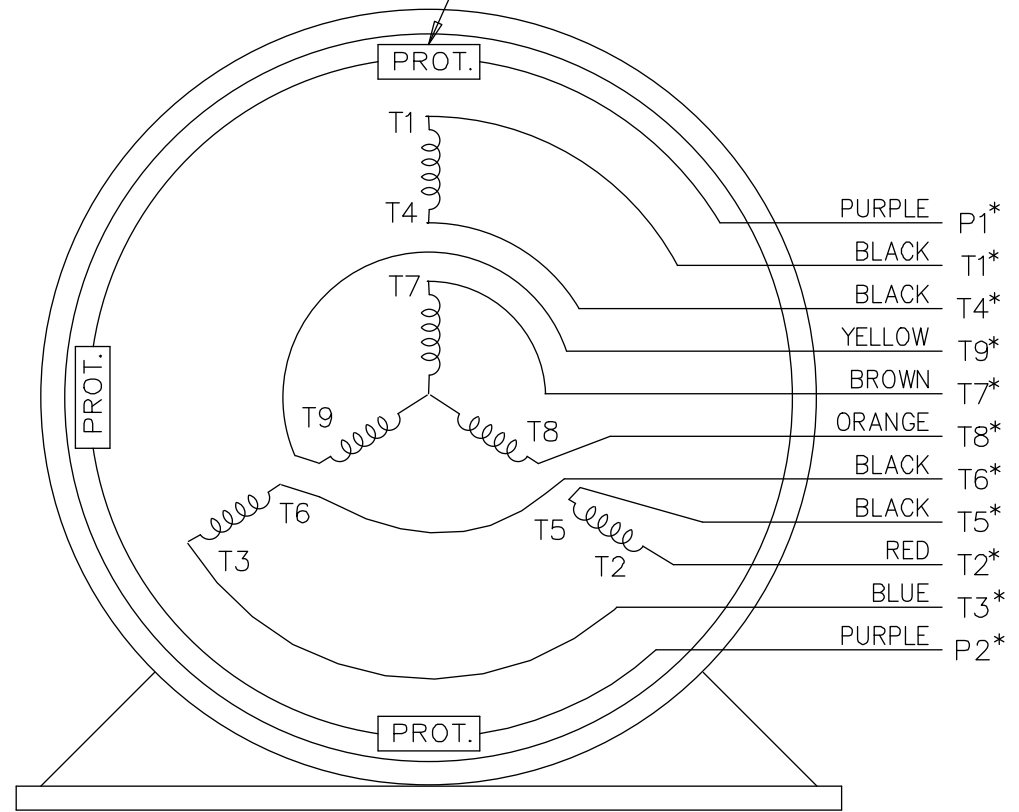 PROT.
T1
T4
PURPLE P1*
BLACK T1*
T7
BLACK T4*
YELLOW T9*
PROT.
BROWN T7*
T9
T8
ORANGE T8*
BLACK T6*
T6
T5
BLACK T5*
T3
T2
RED T2*
BLUE T3*
PURPLE P2*
PROT.